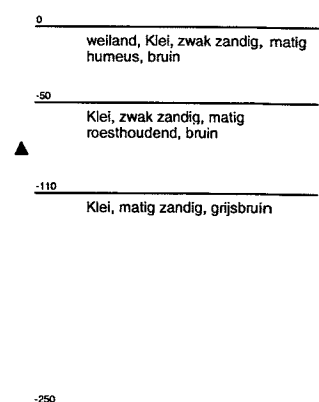 0
weiland, Klei, zwak zandig, matig
humeus, bruin
-50
Klei, zwak zandig, matig
roesthoudend, bruin
-110
Klei, matig zandig, grijsbruin
-250